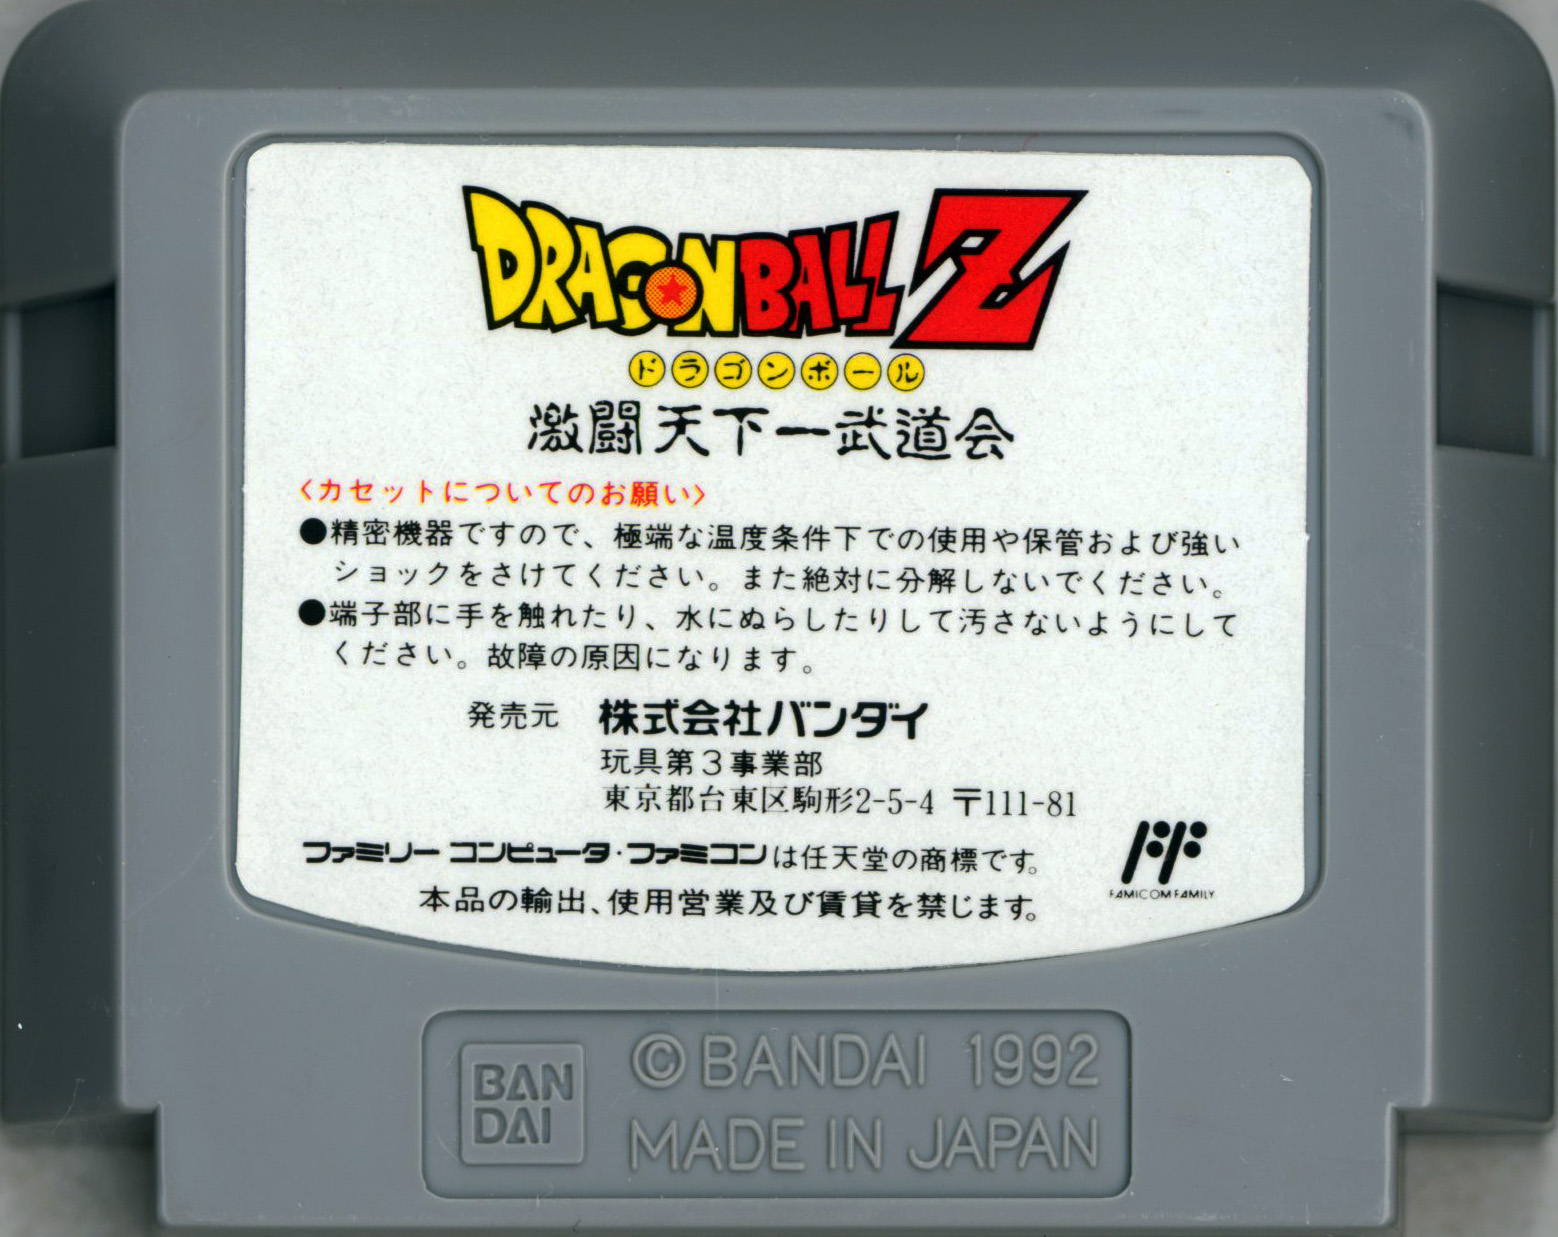 DRAGONBALL Z
ドラゴンボール
激闘天下一武道会
〈カセットについてのお願い〉
●精密機器ですので、極端な温度条件下での使用や保管および強い
ショックをさけてください。また絶対に分解しないでください。
●端子部に手を触れたり、水にぬらしたりして汚さないようにして
ください。故障の原因になります。
発売元 株式会社バンダイ
玩具第3事業部
東京都台東区駒形2-5-4 〒111-81
ファミリーコンピュータ・ファミコンは任天堂の商標です。
FAMICOM FAMILY
本品の輸出、使用営業及び賃貸を禁じます。
BAN
DAI
©BANDAI 1992
MADE IN JAPAN